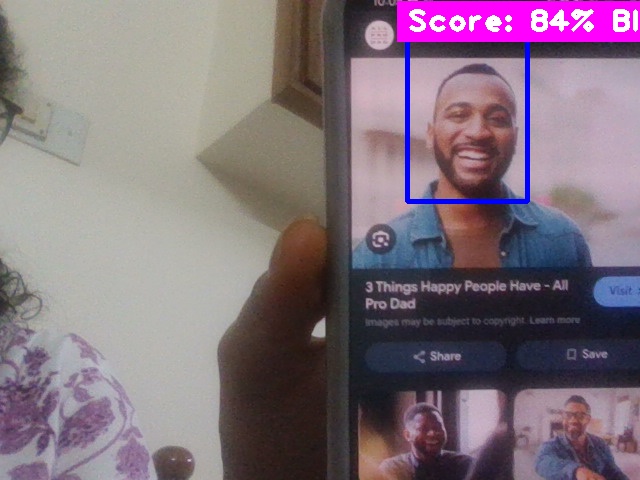 Score: 84% Bl
3 Things Happy People Have - All
Pro Dad
Visit
Images may be subject to copyright. Learn more
Share
Save